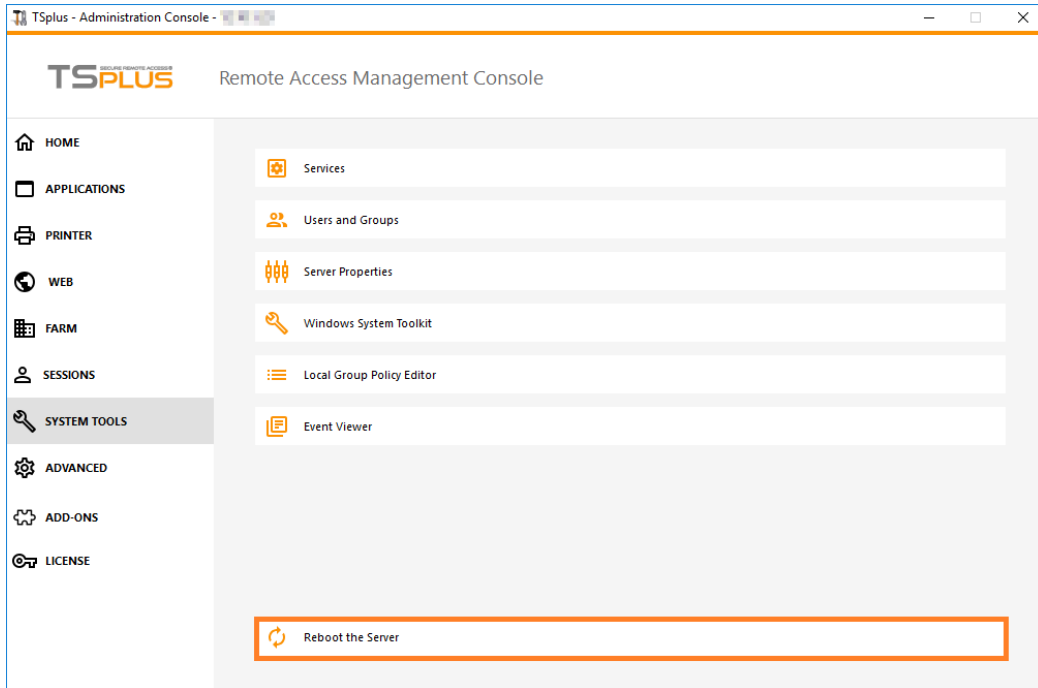 TSplus - Administration Console -
SECURE REMOTE ACCESS®
TSPLUS
Remote Access Management Console
HOME
APPLICATIONS
PRINTER
WEB
FARM
SESSIONS
SYSTEM TOOLS
ADVANCED
ADD-ONS
LICENSE
Services
Users and Groups
Server Properties
Windows System Toolkit
Local Group Policy Editor
Event Viewer
Reboot the Server